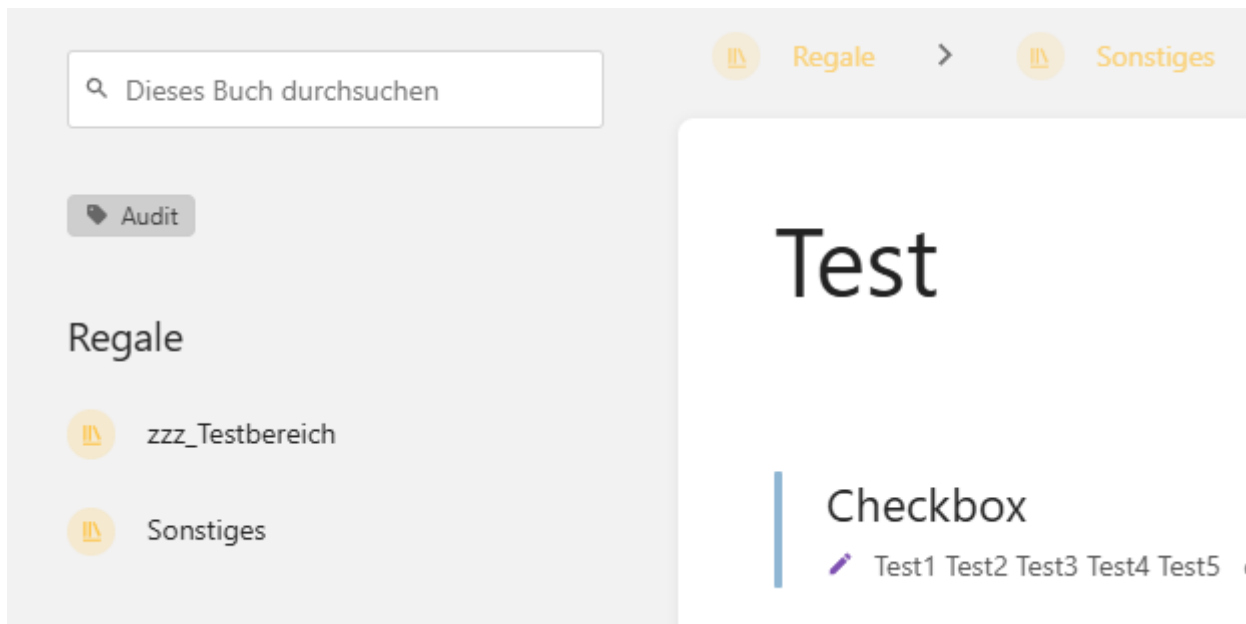 Dieses Buch durchsuchen
Audit
Regale
zzz_Testbereich
Sonstiges
Regale > Sonstiges
Test
Checkbox
Test1 Test2 Test3 Test4 Test5